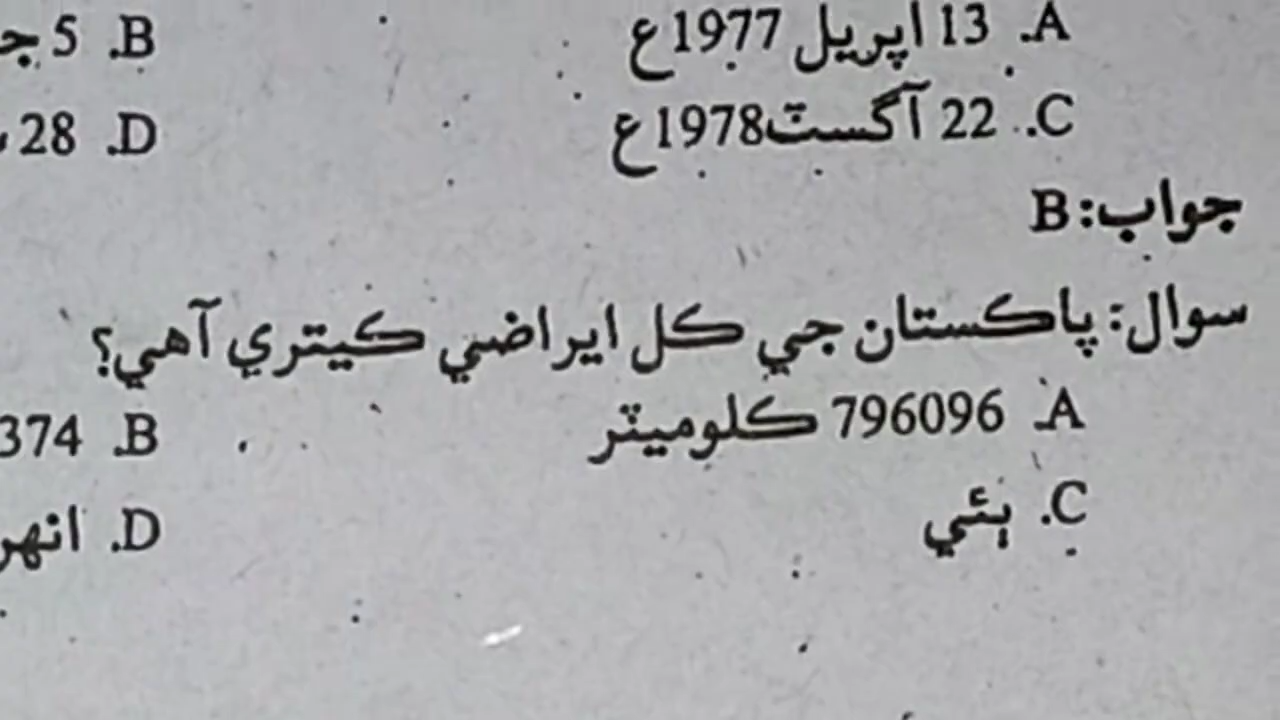 A. 13 اپريل 1977ع B. 5
C. 22 آگسٽ 1978ع D. 28
جواب: B
سوال: پاڪستان جي ڪل ايراضي ڪيتري آهي؟
A. 796096 ڪلوميٽر B. 374
C. ٻئي D.